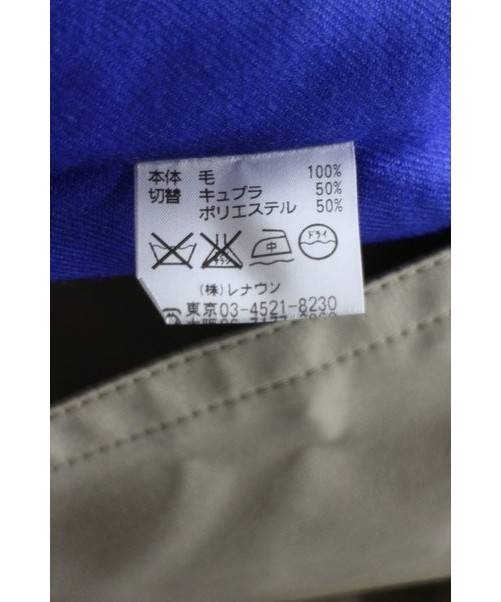 本体 毛 100%
切替 キュプラ 50%
ポリエステル 50%
中 ドライ
(株)レナウン
東京03-4521-8230